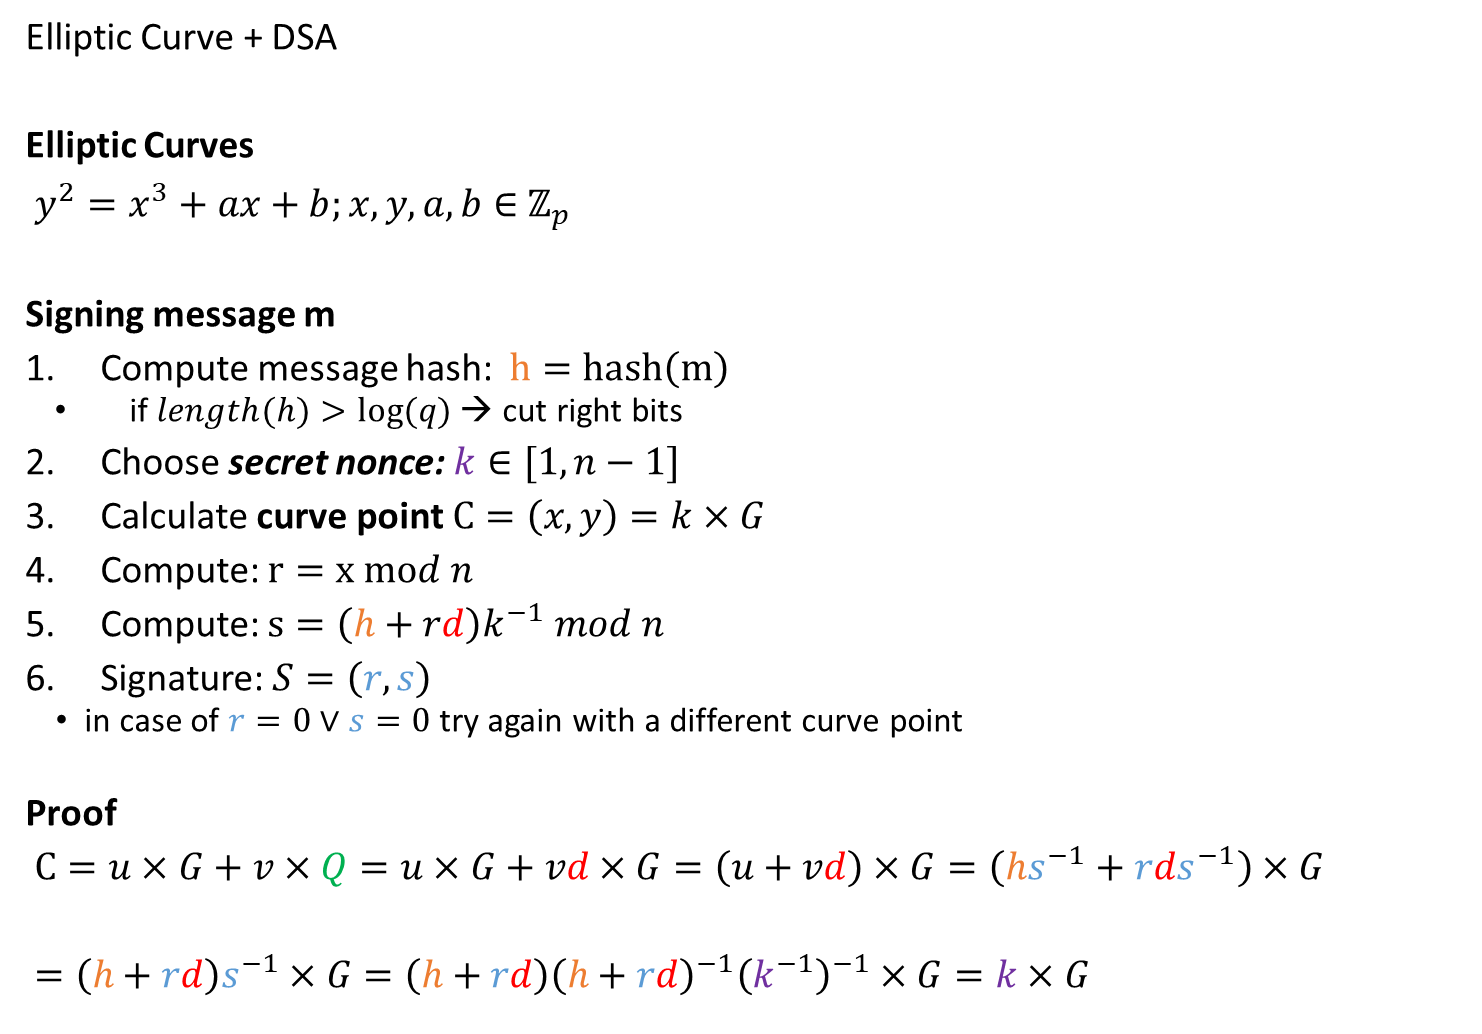 Elliptic Curve + DSA
Elliptic Curves
y² = x³ + ax + b; x, y, a, b ∈ ℤₚ
Signing message m
1. Compute message hash: h = hash(m)
• if length(h) > log(q) → cut right bits
2. Choose secret nonce: k ∈ [1, n − 1]
3. Calculate curve point C = (x, y) = k × G
4. Compute: r = x mod n
5. Compute: s = (h + rd)k⁻¹ mod n
6. Signature: S = (r, s)
• in case of r = 0 ∨ s = 0 try again with a different curve point
Proof
C = u × G + v × Q = u × G + vd × G = (u + vd) × G = (hs⁻¹ + rds⁻¹) × G
= (h + rd)s⁻¹ × G = (h + rd)(h + rd)⁻¹(k⁻¹)⁻¹ × G = k × G